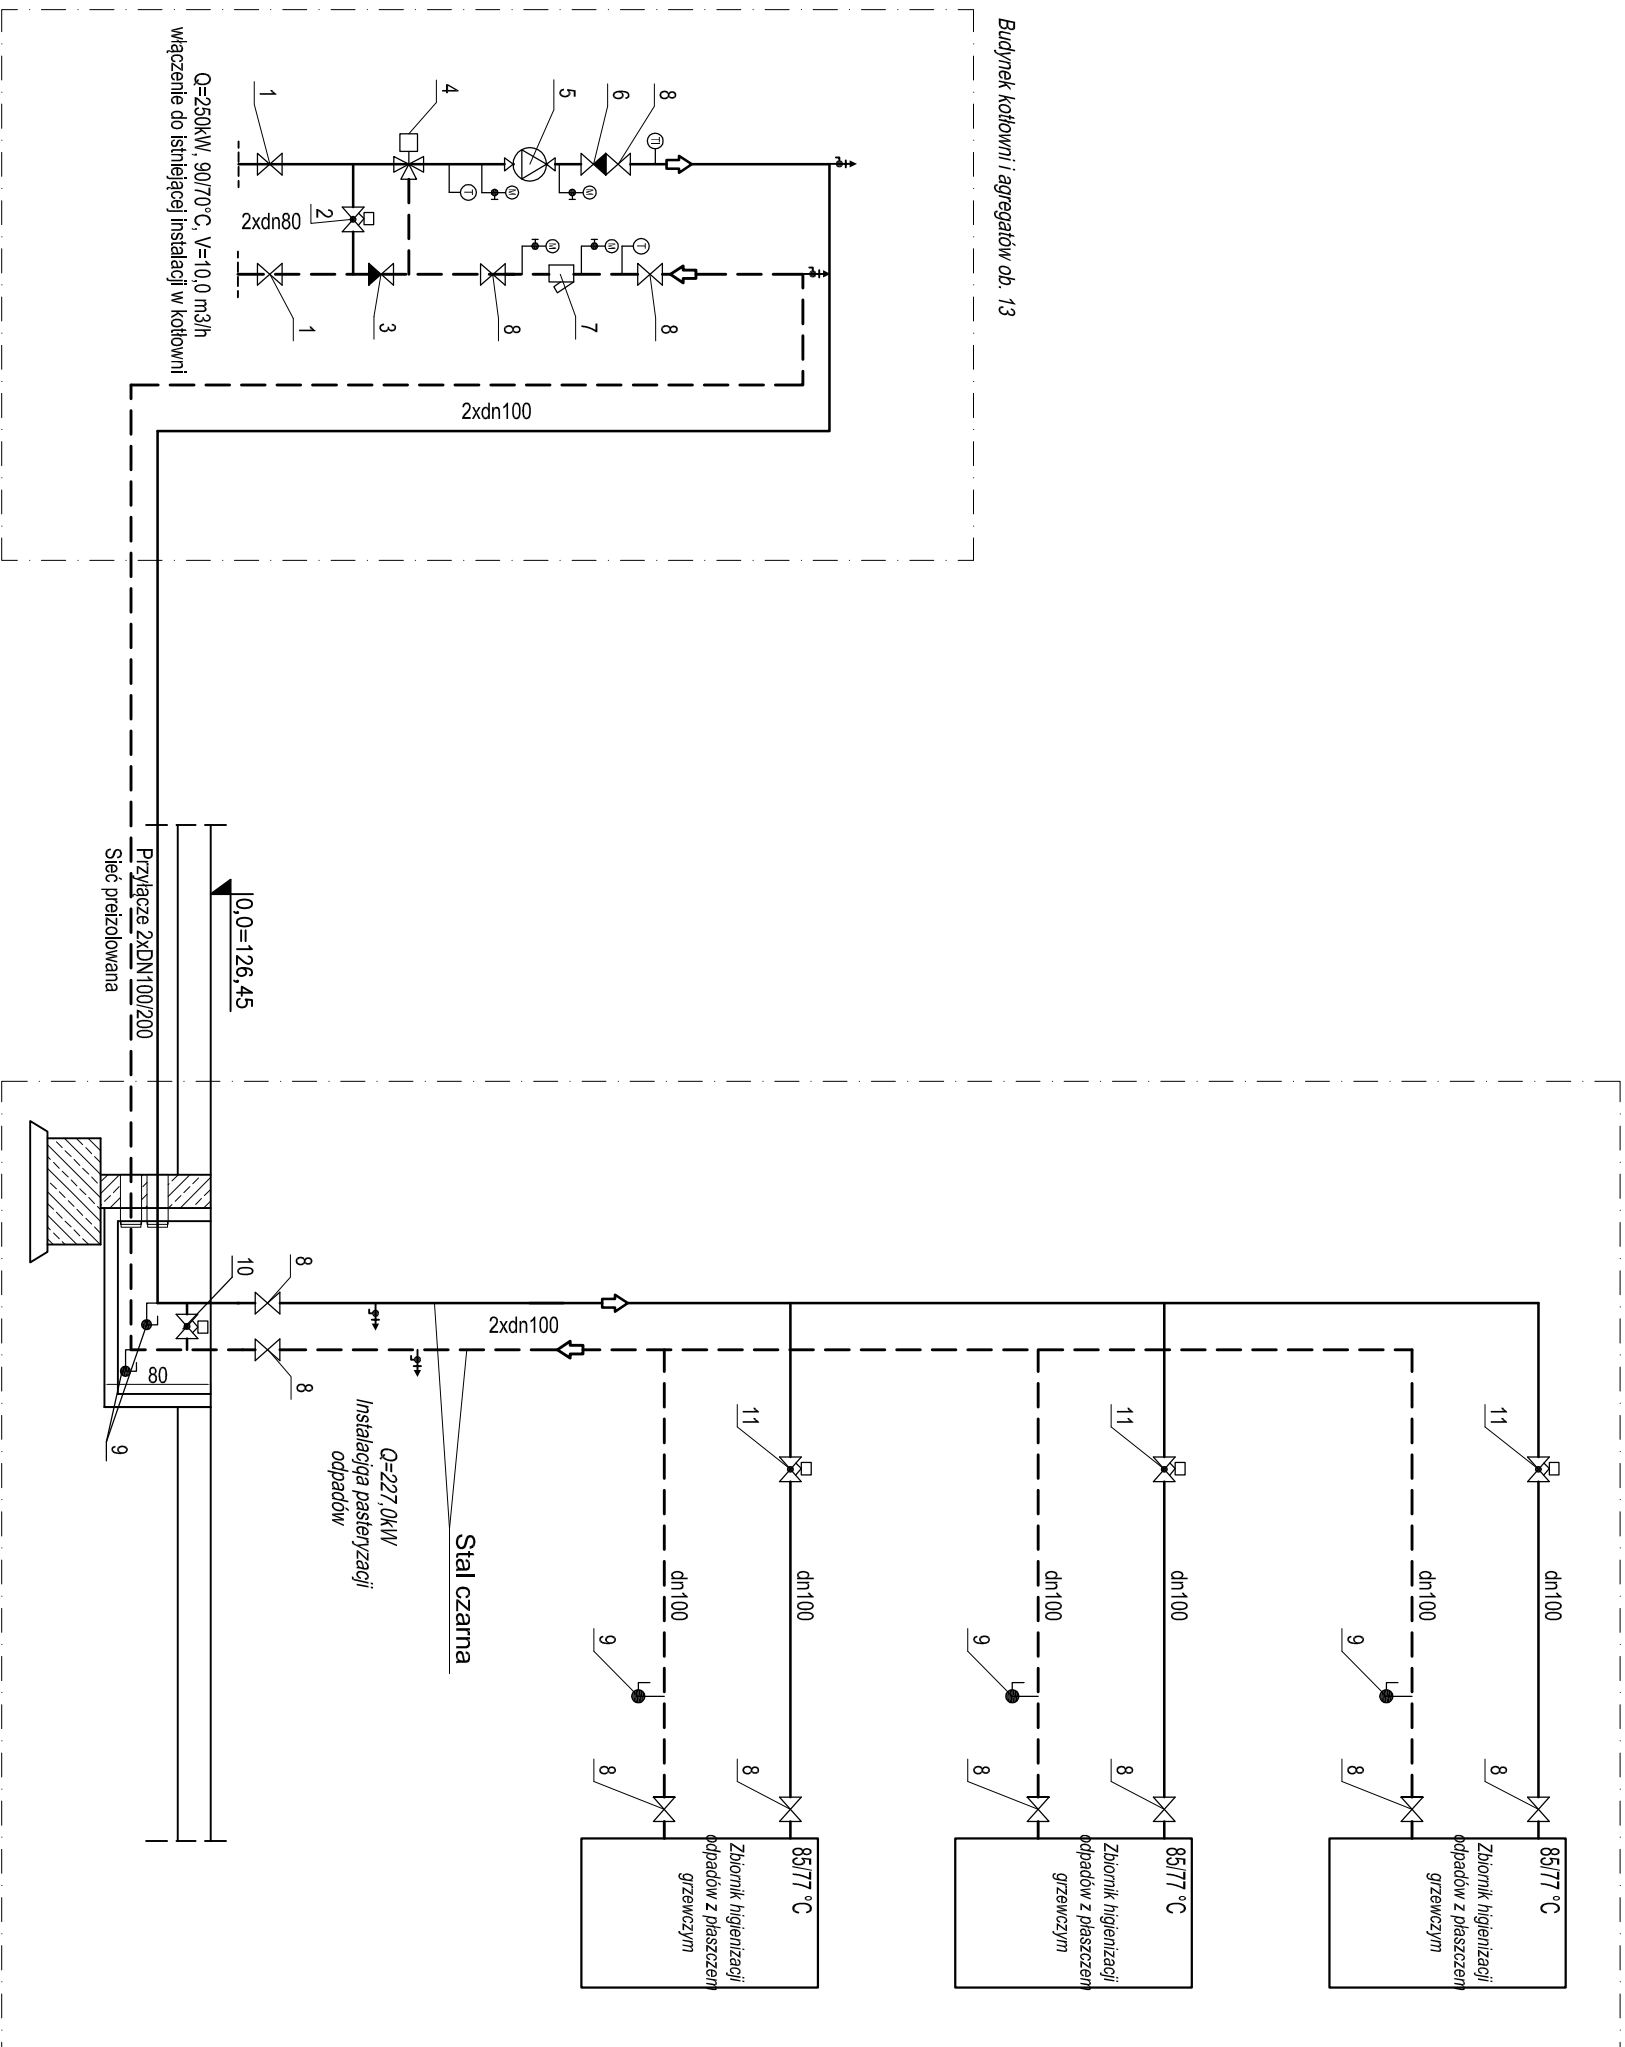 Budynek kotłowni i agregatów ob. 13
1
4
5
6
8
TI
T
M
M
2
2xdn80
M
M
T
1
3
8
7
8
Q=250kW, 90/70°C, V=10,0 m3/h
włączenie do istniejącej instalacji w kotłowni
2xdn100
Przyłącze 2xDN100/200
Sieć preizolowana
0,0=126,45
10
8
8
80
9
2xdn100
Stal czarna
Q=227,0kW
Instalacjqa pasteryzacji
odpadów
11
dn100
8
dn100
9
8
85/77 °C
Zbiornik higienizacji
odpadów z płaszczem
grzewczym
11
dn100
8
dn100
9
8
85/77 °C
Zbiornik higienizacji
odpadów z płaszczem
grzewczym
11
dn100
8
dn100
9
8
85/77 °C
Zbiornik higienizacji
odpadów z płaszczem
grzewczym